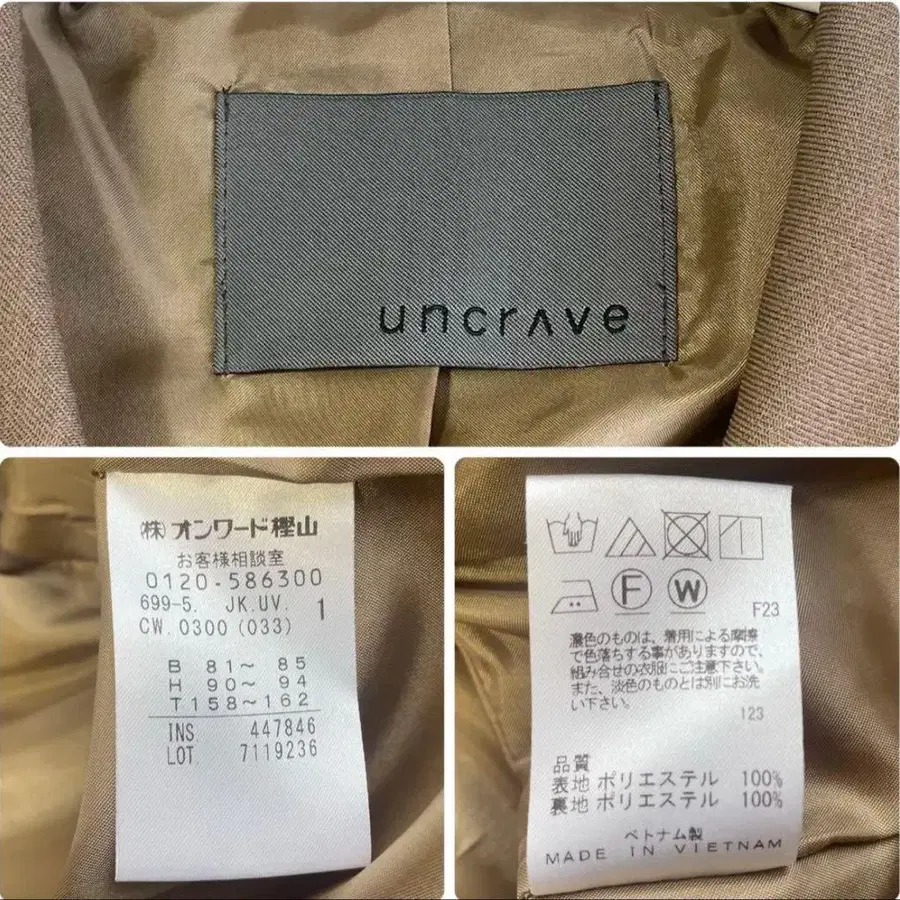 uncrΛve
㈱オンワード樫山
お客様相談室
0120-586300
699-5. JK.UV. 1
CW.0300 (033)
B 81～ 85
H 90～ 94
T158～162
INS. 447846
LOT 7119236
F W F23
濃色のものは、着用による摩擦
で色落ちする事がありますので、
組み合せの衣服にご注意下さい。
また、淡色のものとは別にお洗
い下さい。
123
品質
表地 ポリエステル 100%
裏地 ポリエステル 100%
ベトナム製
MADE IN VIETNAM